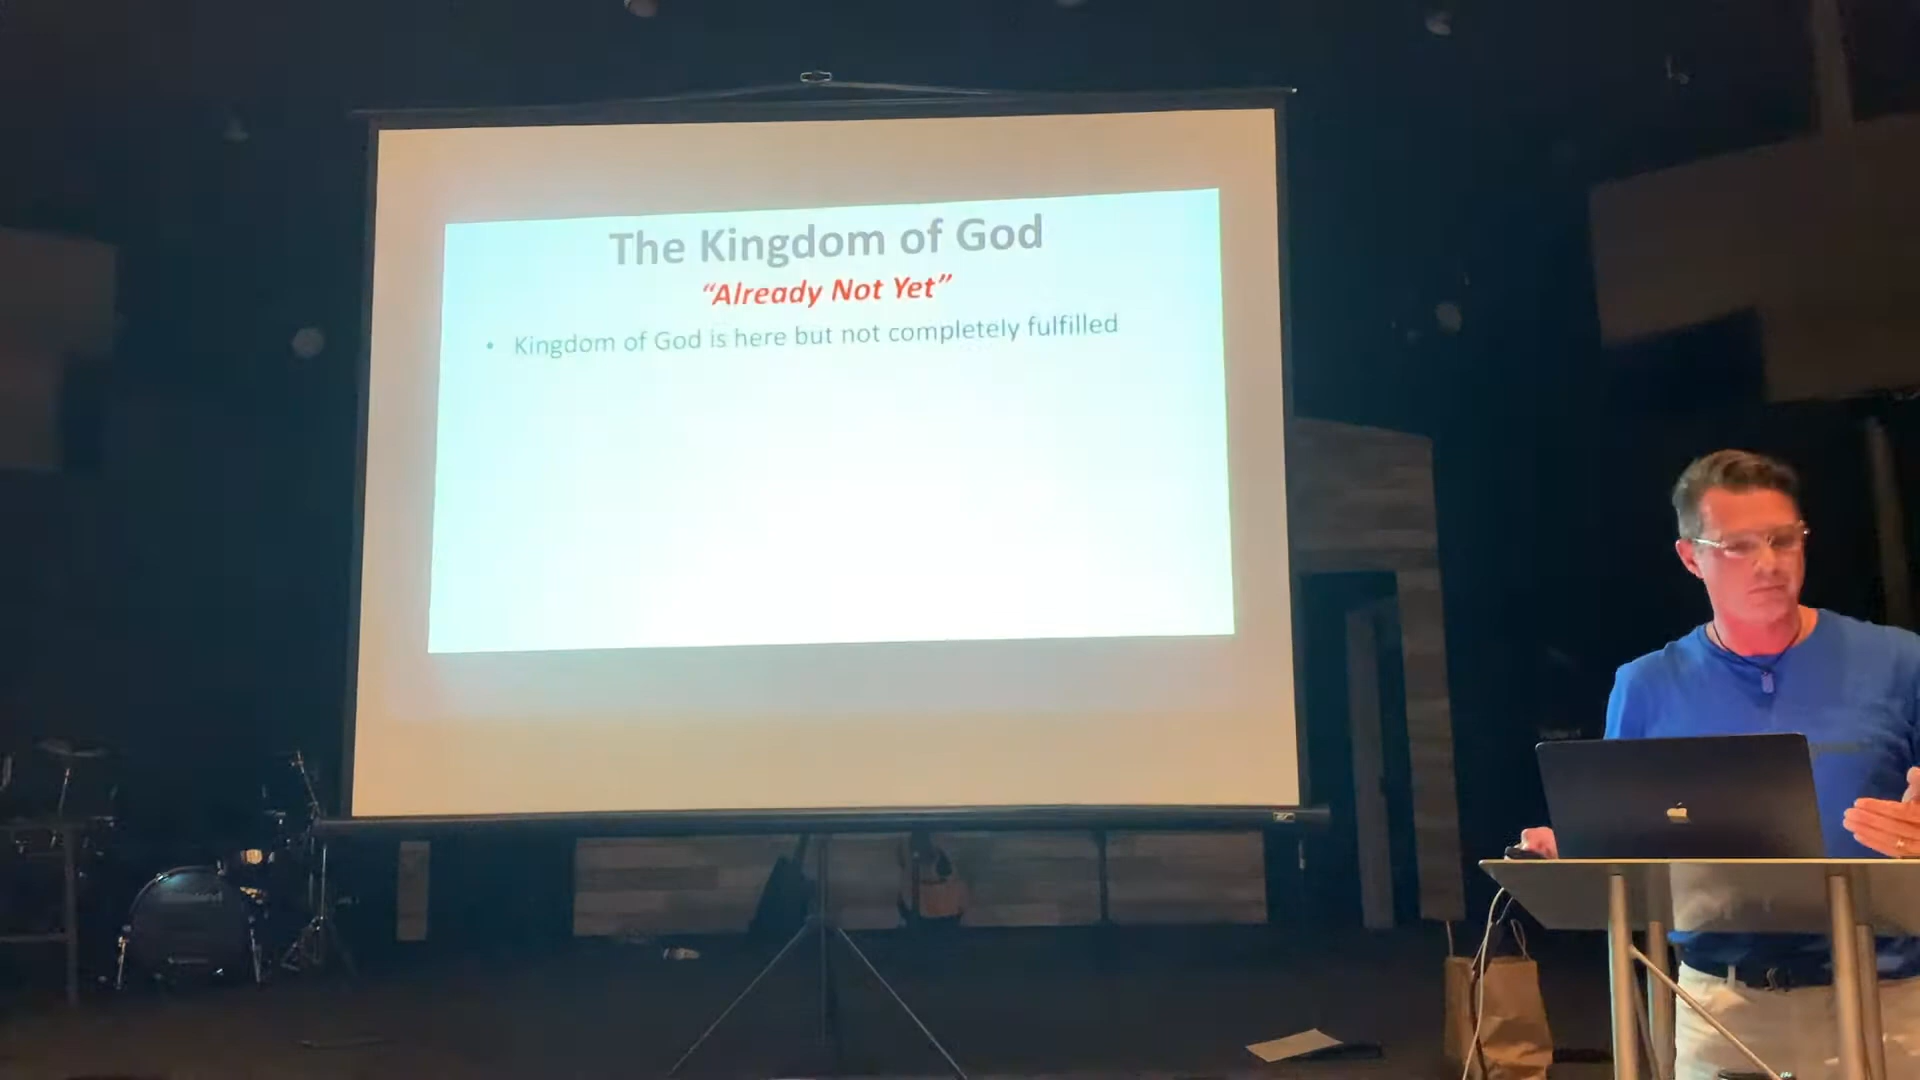 The Kingdom of God
“Already Not Yet”
• Kingdom of God is here but not completely fulfilled